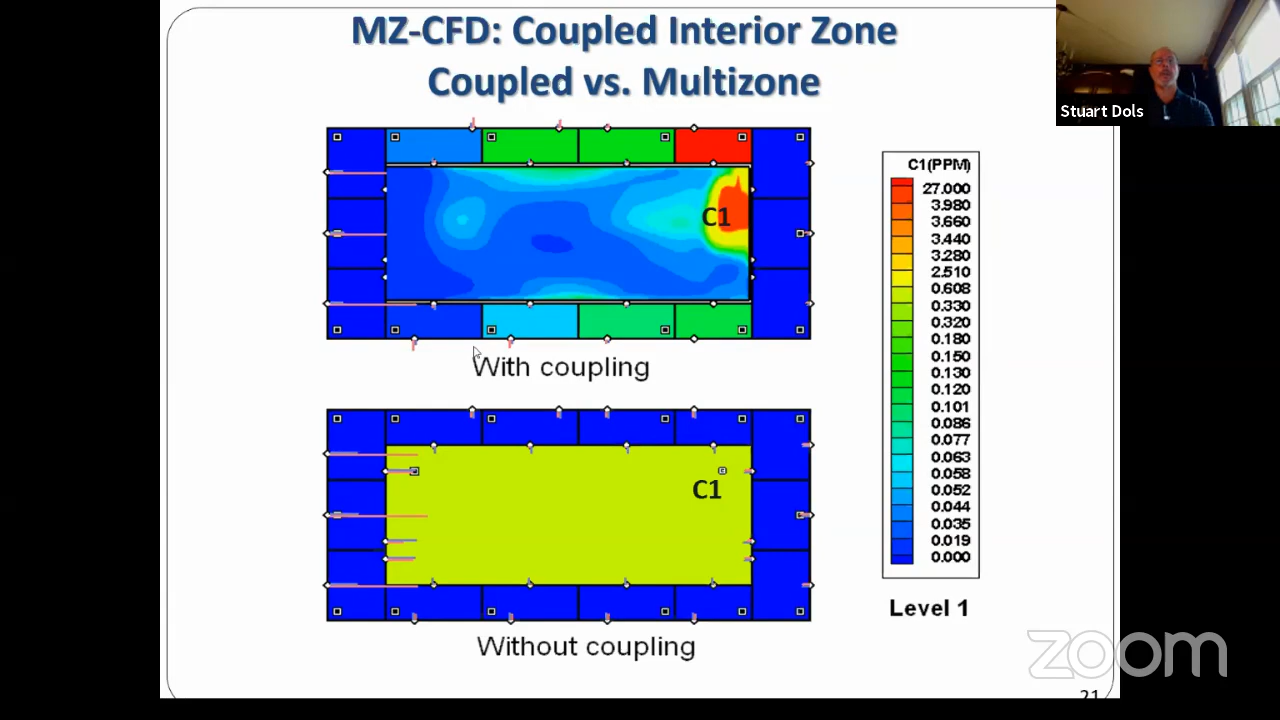 MZ-CFD: Coupled Interior Zone
Coupled vs. Multizone
Stuart Dols
C1
With coupling
C1
Without coupling
C1(PPM)
27.000
3.980
3.660
3.440
3.280
2.510
0.608
0.330
0.320
0.180
0.150
0.130
0.120
0.101
0.086
0.077
0.063
0.058
0.052
0.044
0.035
0.019
0.000
Level 1
zoom
21